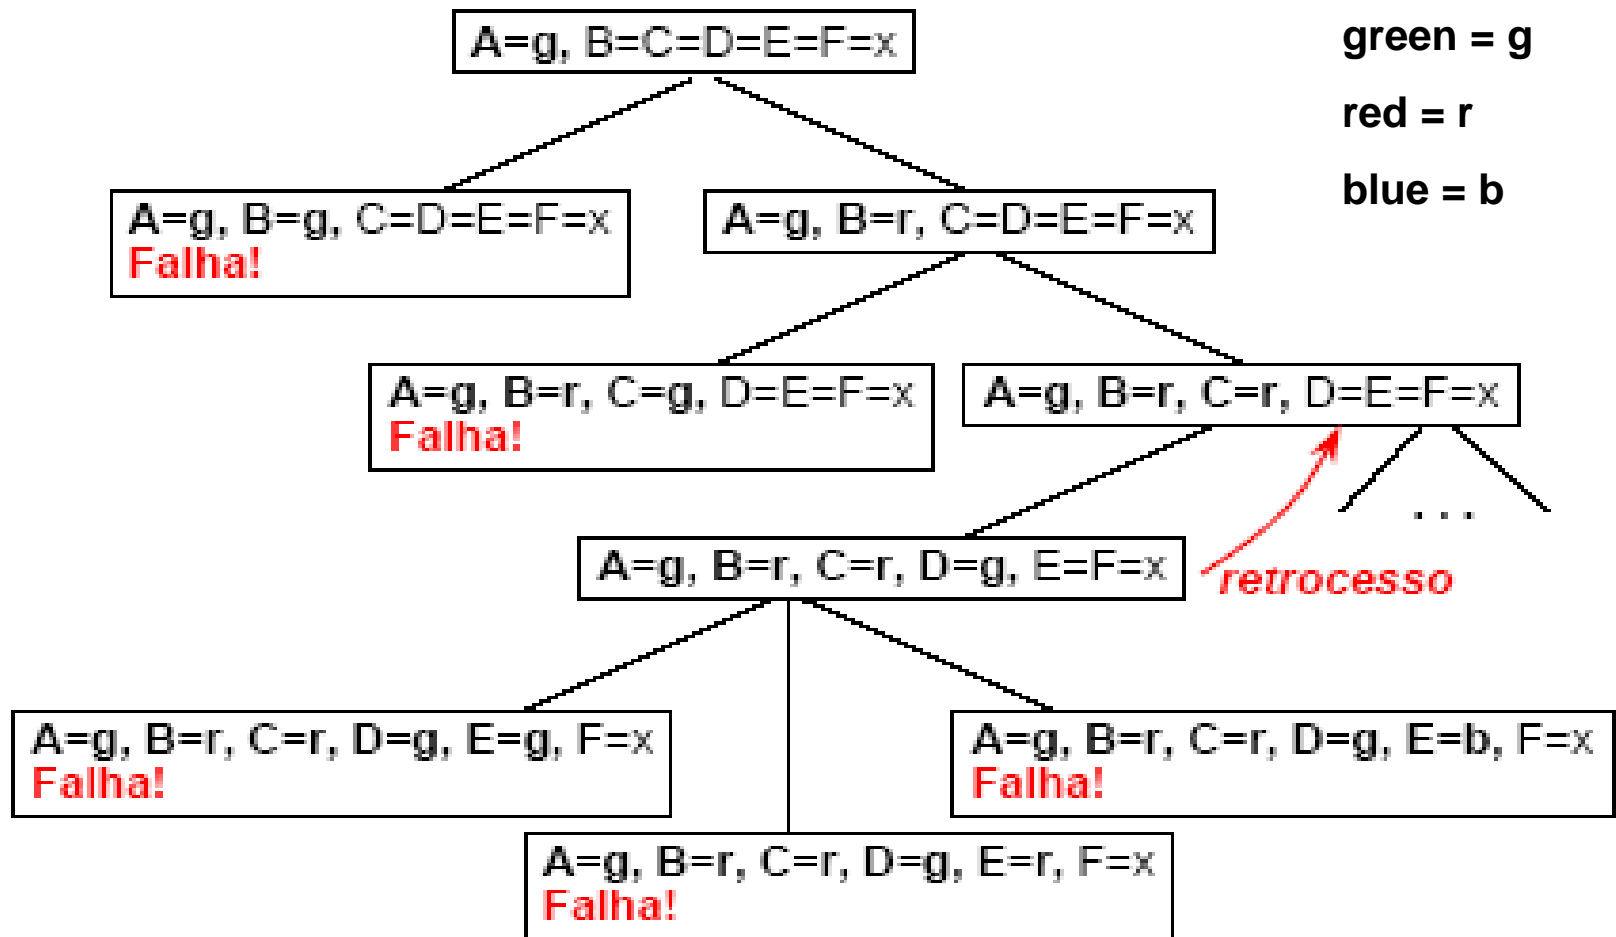 A=g, B=C=D=E=F=x
green = g
red = r
blue = b
A=g, B=g, C=D=E=F=x
Falha!
A=g, B=r, C=D=E=F=x
A=g, B=r, C=g, D=E=F=x
Falha!
A=g, B=r, C=r, D=E=F=x
. . .
A=g, B=r, C=r, D=g, E=F=x
retrocesso
A=g, B=r, C=r, D=g, E=g, F=x
Falha!
A=g, B=r, C=r, D=g, E=b, F=x
Falha!
A=g, B=r, C=r, D=g, E=r, F=x
Falha!